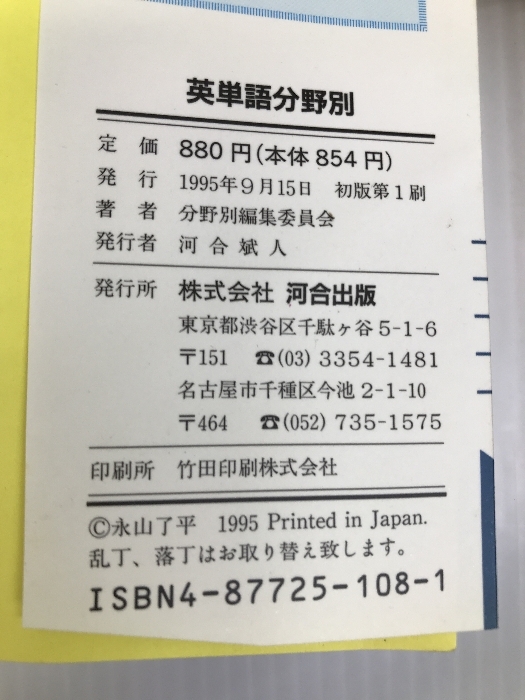 英単語分野別
定価 880円(本体854円)
発行 1995年9月15日 初版第1刷
著者 分野別編集委員会
発行者 河合斌人
発行所 株式会社 河合出版
東京都渋谷区千駄ヶ谷5-1-6
〒151 ☎(03) 3354-1481
名古屋市千種区今池2-1-10
〒464 ☎(052) 735-1575
印刷所 竹田印刷株式会社
©永山了平 1995 Printed in Japan.
乱丁、落丁はお取り替え致します。
ISBN4-87725-108-1